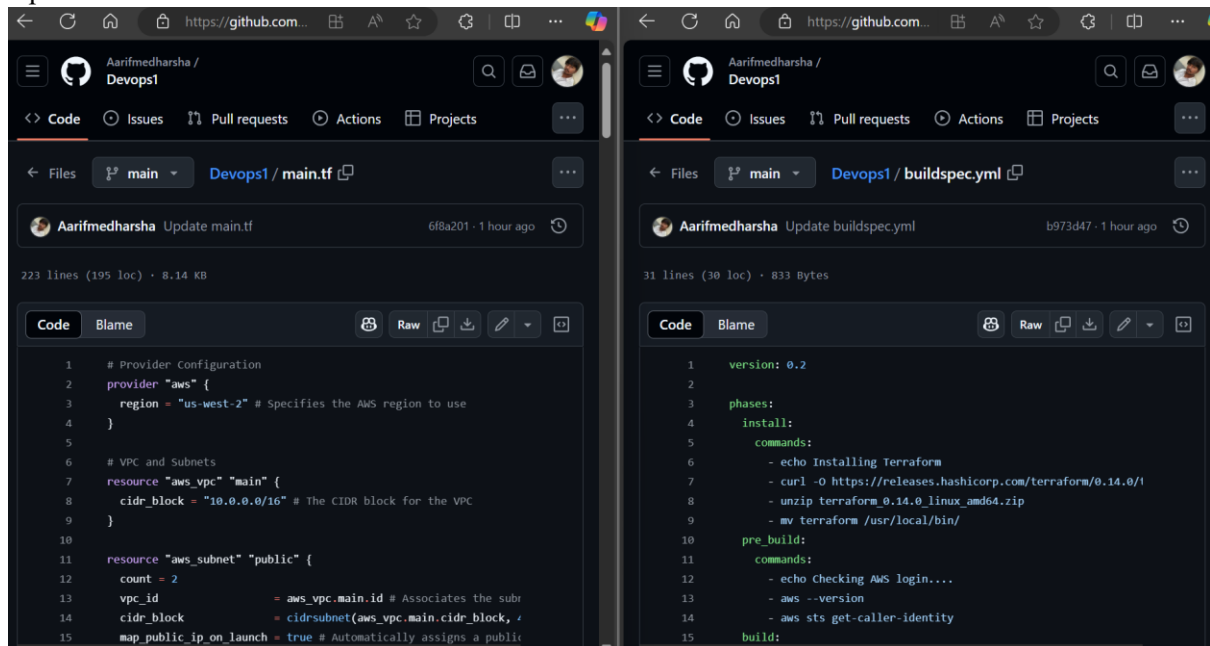 https://github.com...
Aarifmedharsha /
Devops1
Code Issues Pull requests Actions Projects
Files main Devops1 / main.tf
Aarifmedharsha Update main.tf 6f8a201 · 1 hour ago
223 lines (195 loc) · 8.14 KB
Code Blame Raw
1 # Provider Configuration
2 provider "aws" {
3 region = "us-west-2" # Specifies the AWS region to use
4 }
5
6 # VPC and Subnets
7 resource "aws_vpc" "main" {
8 cidr_block = "10.0.0.0/16" # The CIDR block for the VPC
9 }
10
11 resource "aws_subnet" "public" {
12 count = 2
13 vpc_id = aws_vpc.main.id # Associates the
14 cidr_block = cidrsubnet(aws_vpc.main.cidr_block,
15 map_public_ip_on_launch = true # Automatically assigns a public
https://github.com...
Aarifmedharsha /
Devops1
Code Issues Pull requests Actions Projects
Files main Devops1 / buildspec.yml
Aarifmedharsha Update buildspec.yml b973d47 · 1 hour ago
31 lines (30 loc) · 833 Bytes
Code Blame Raw
1 version: 0.2
2
3 phases:
4 install:
5 commands:
6 - echo Installing Terraform
7 - curl -O https://releases.hashicorp.com/terraform/0.14.0/
8 - unzip terraform_0.14.0_linux_amd64.zip
9 - mv terraform /usr/local/bin/
10 pre_build:
11 commands:
12 - echo Checking AWS login....
13 - aws --version
14 - aws sts get-caller-identity
15 build: